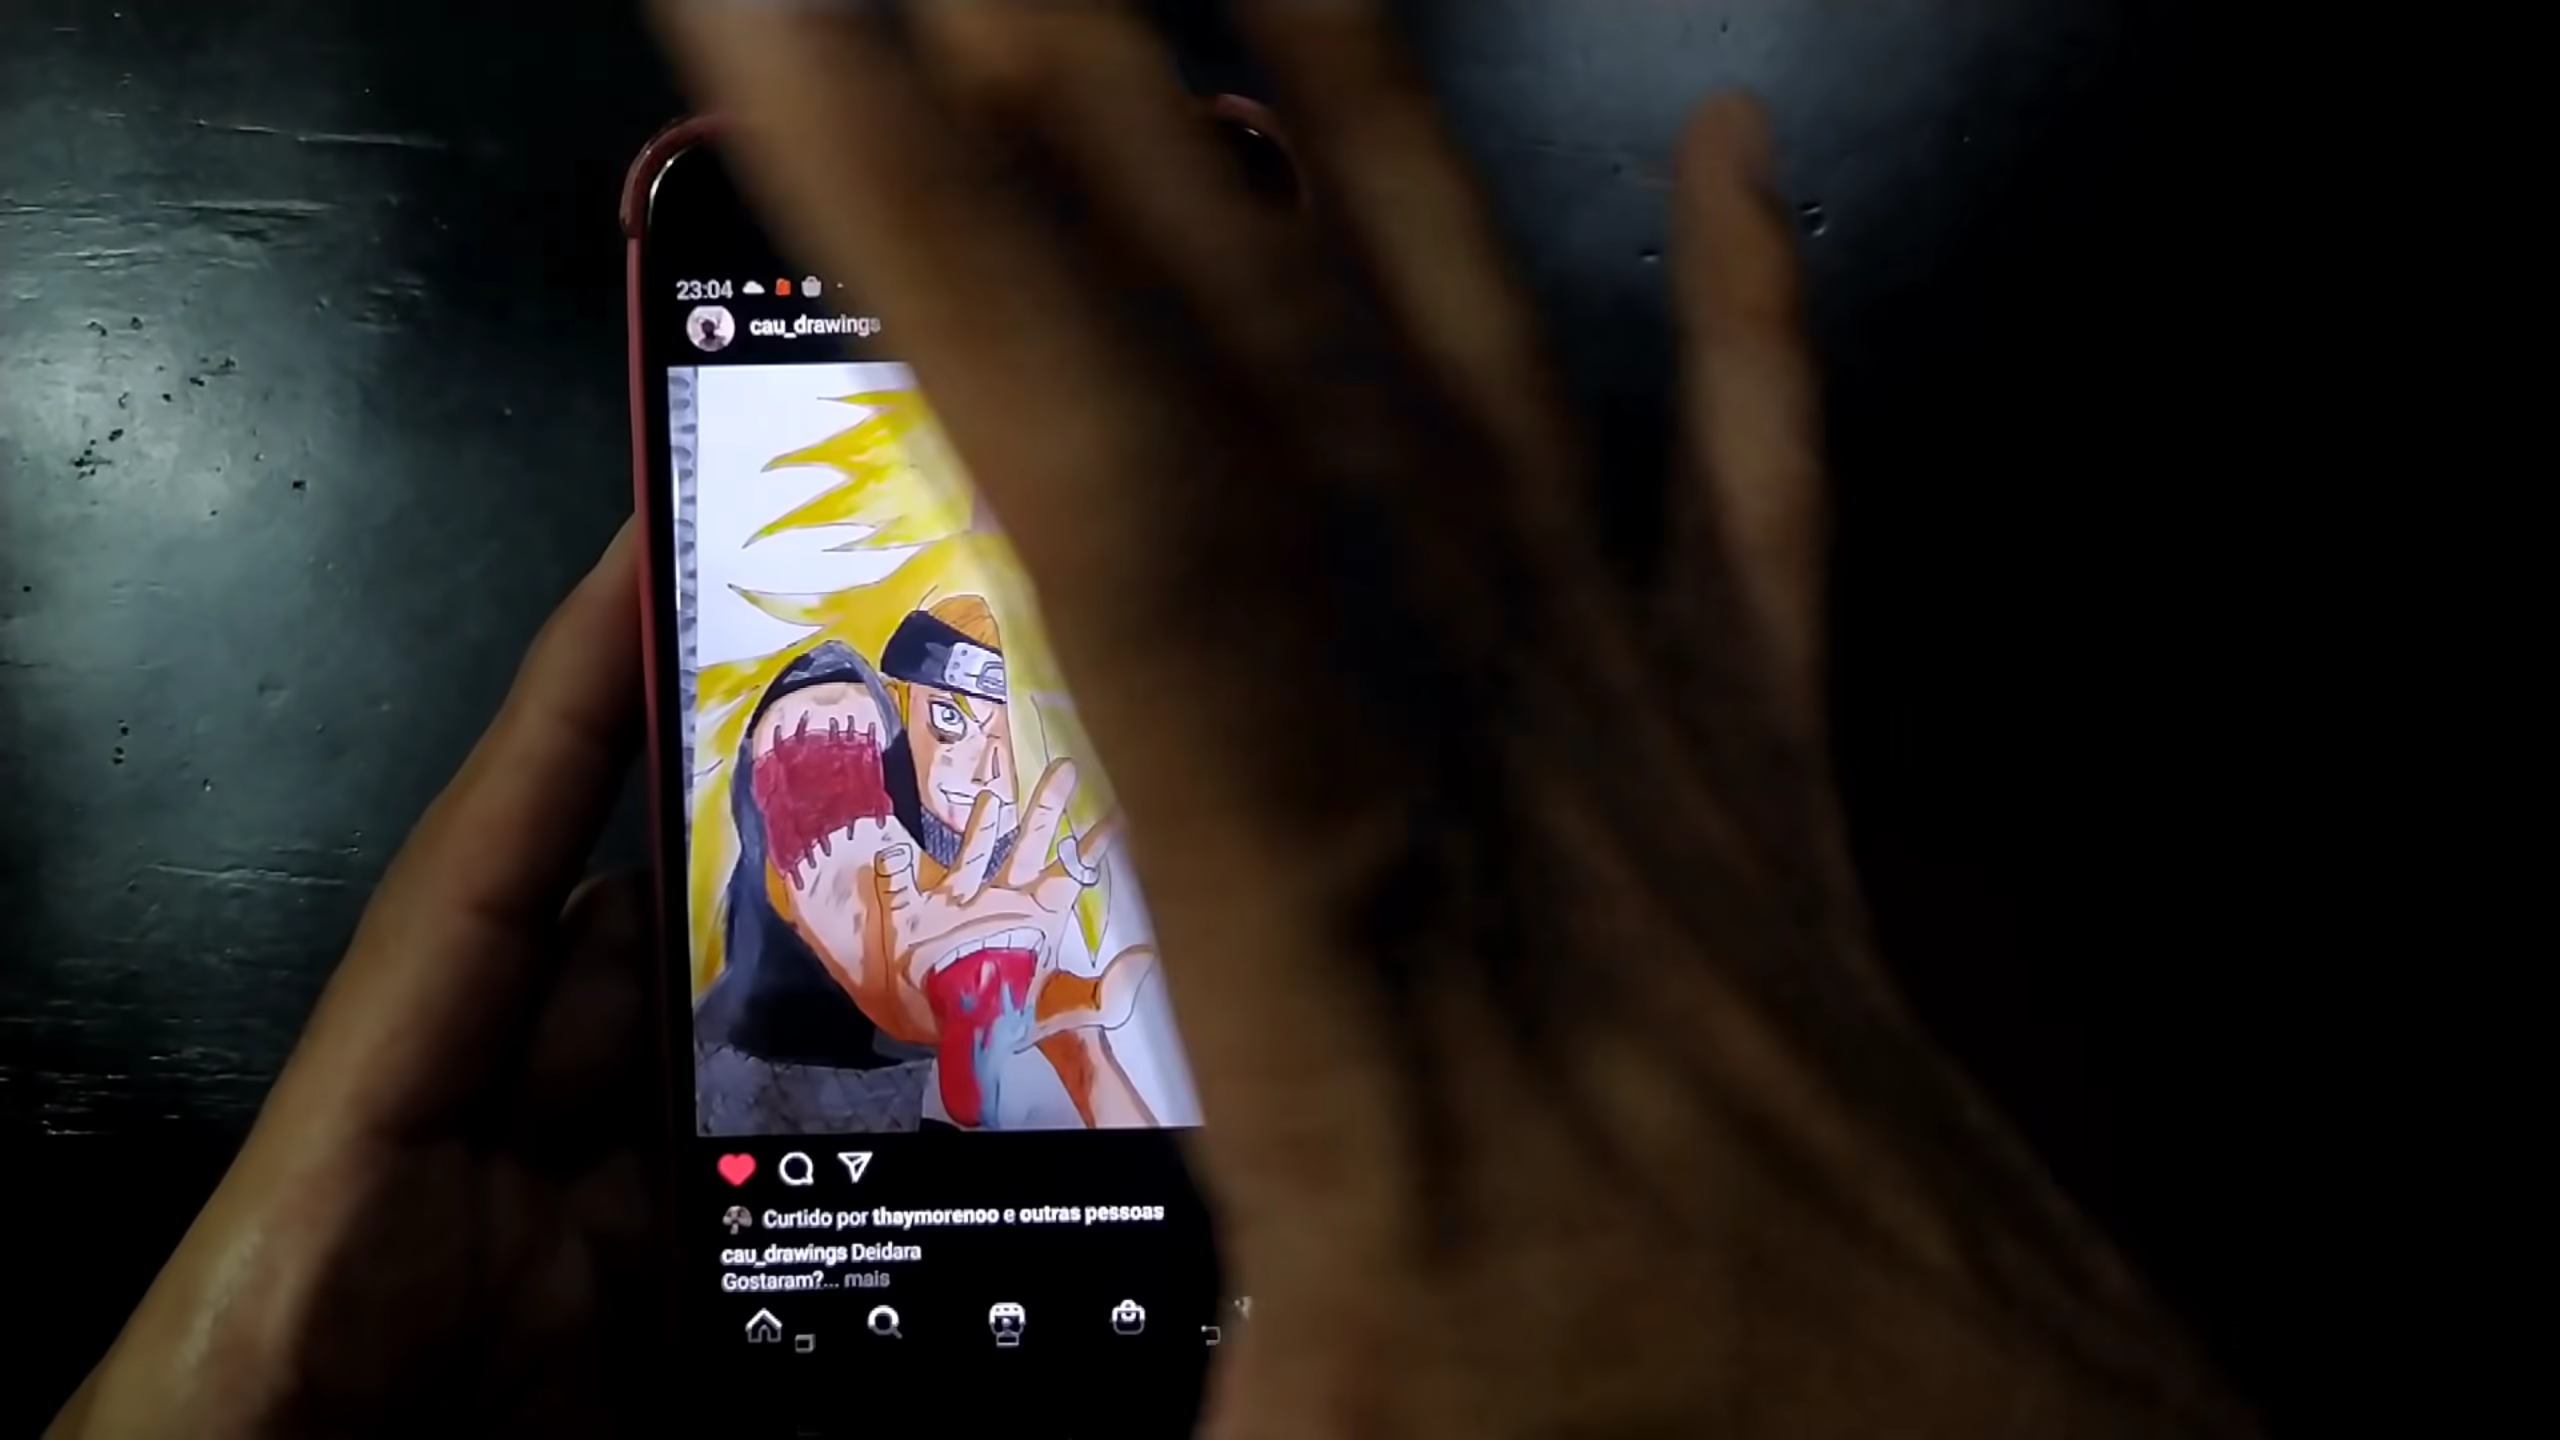 23:04
cau_drawings
Curtido por thaymorenoo e outras pessoas
cau_drawings Deidara
Gostaram?... mais